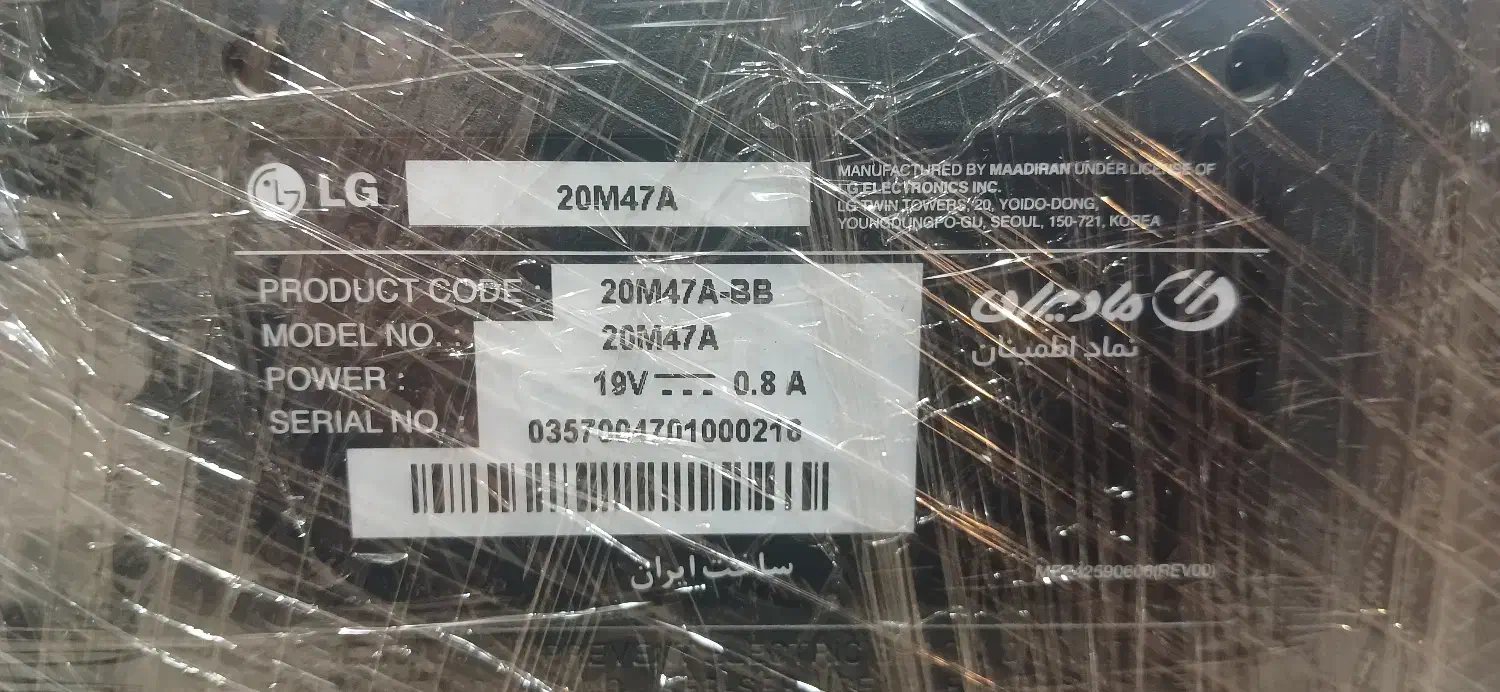 LG
20M47A
MANUFACTURED BY MAADIRAN UNDER LICENSE OF
LG ELECTRONICS INC.
LG TWIN TOWERS, 20, YOIDO-DONG,
YOUNGDUNGPO-GU, SEOUL, 150-721, KOREA
PRODUCT CODE : 20M47A-BB
MODEL NO. : 20M47A
POWER : 19V 0.8 A
SERIAL NO. : 0357004701000216
مادیران
نماد اطمینان
ساخت ایران